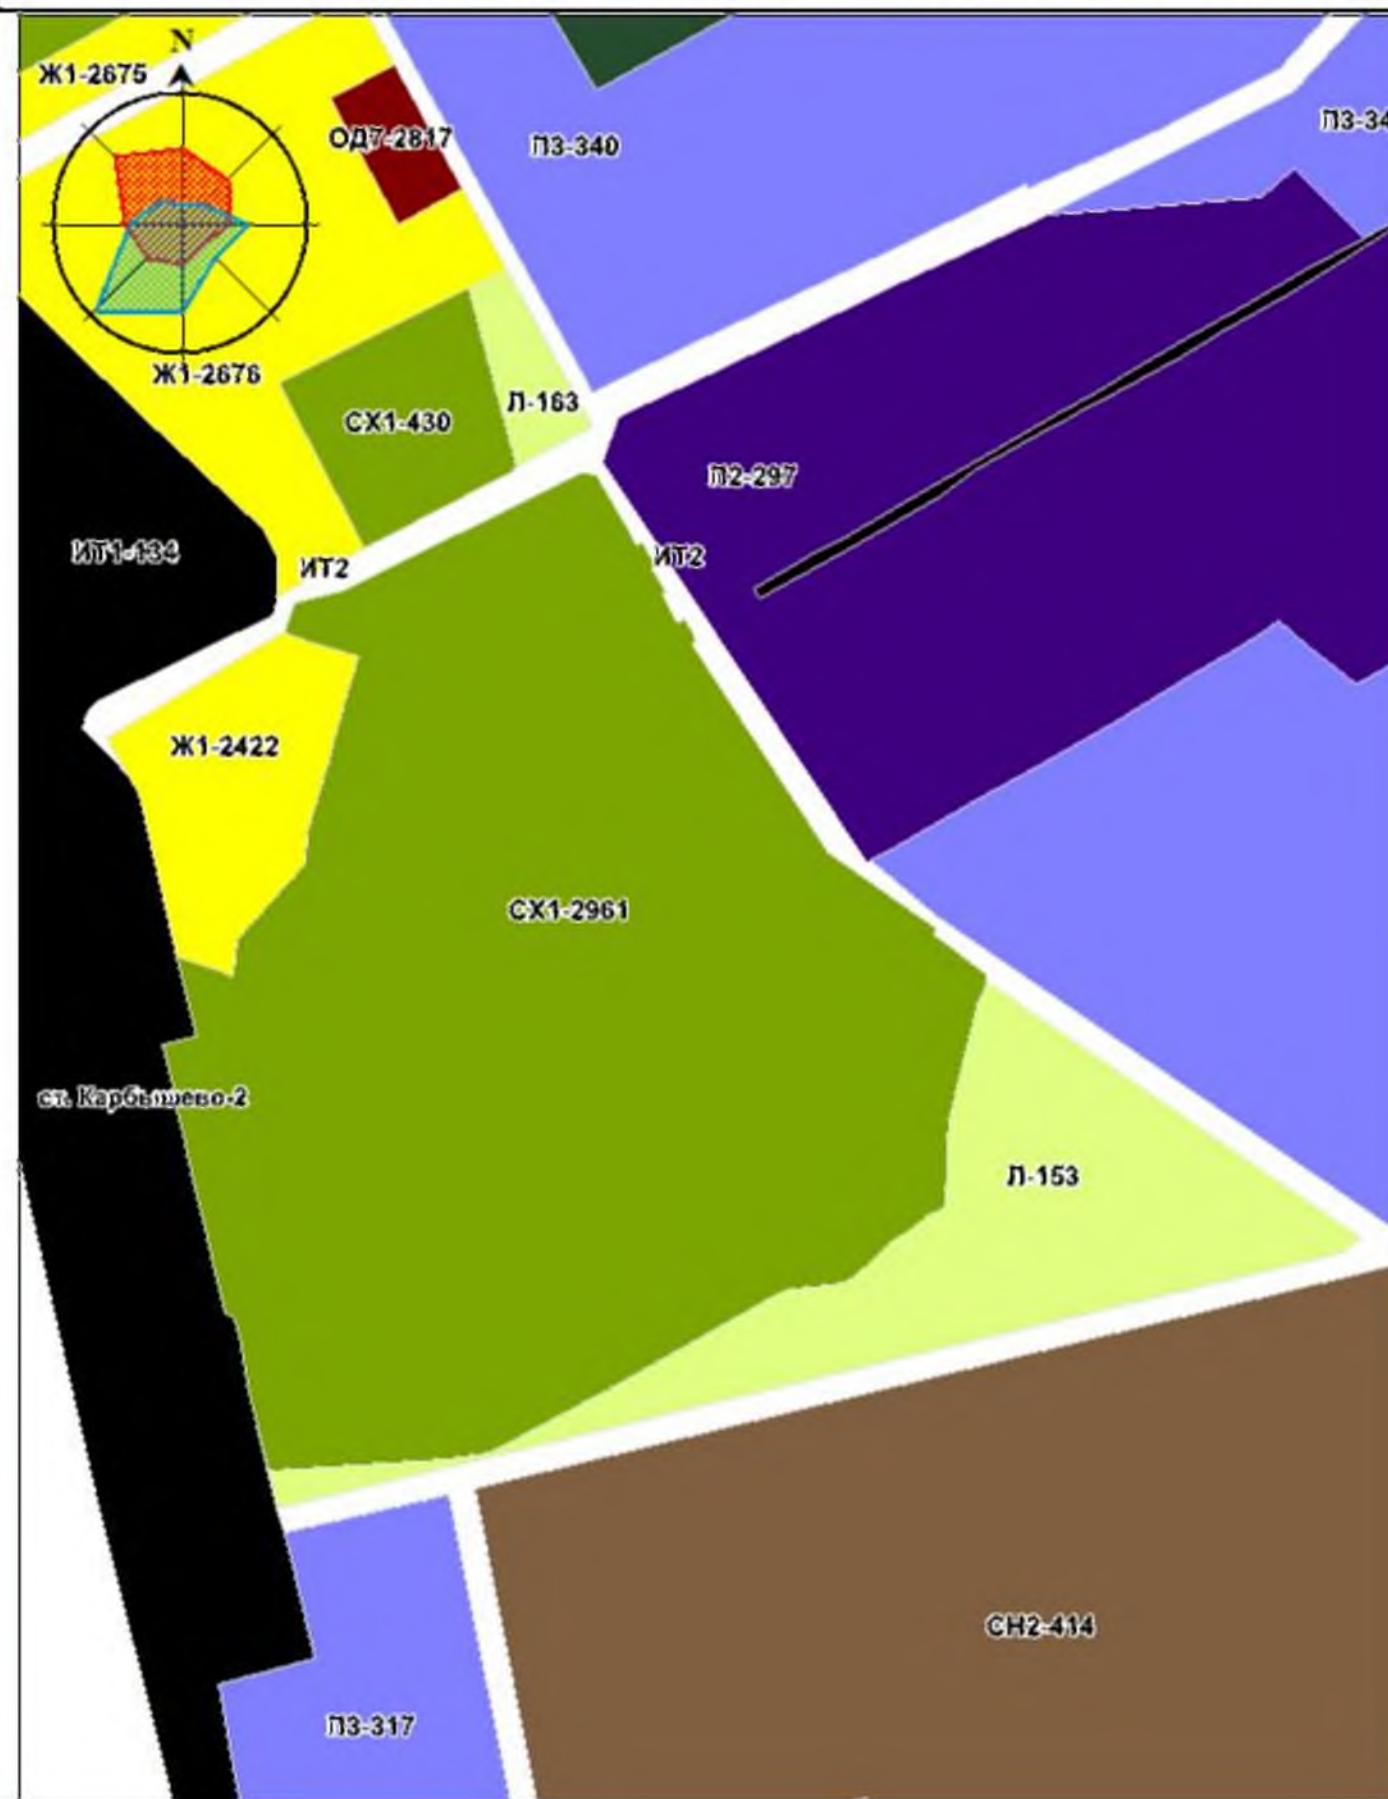 N
Ж1-2675
ОД7-2817
П3-340
П3-34
Ж1-2676
СХ1-430
Л-163
П2-297
ИТ1-434
ИТ2
ИТ2
Ж1-2422
СХ1-2961
ст. Карбышево-2
Л-153
СН2-414
П3-317